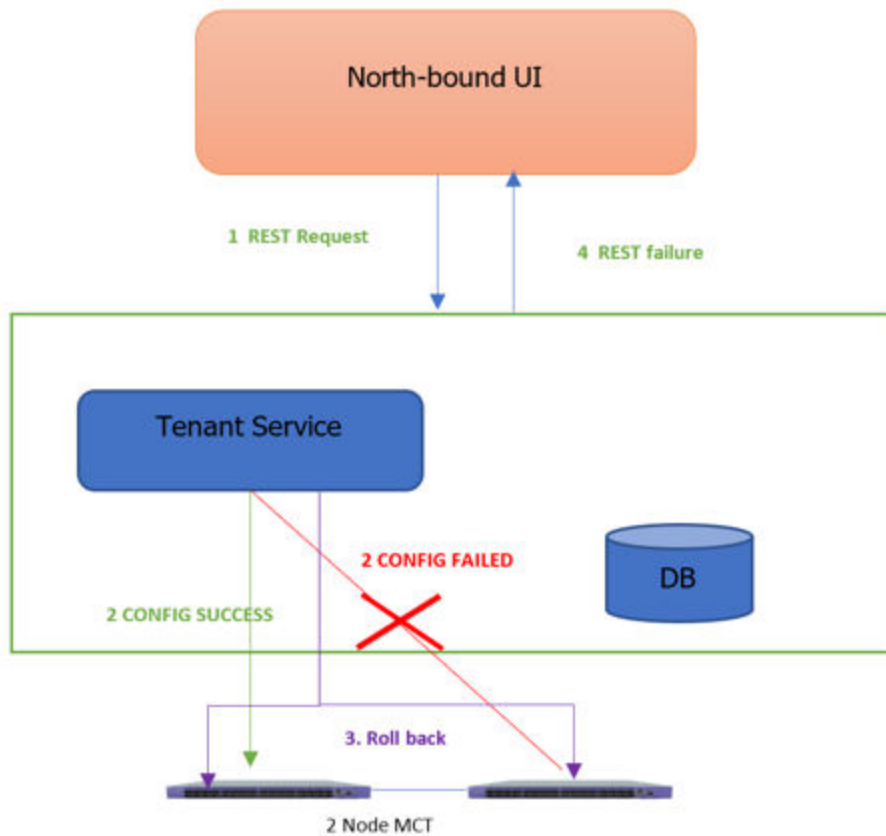 North-bound UI
1 REST Request
4 REST failure
Tenant Service
2 CONFIG FAILED
DB
2 CONFIG SUCCESS
3. Roll back
2 Node MCT